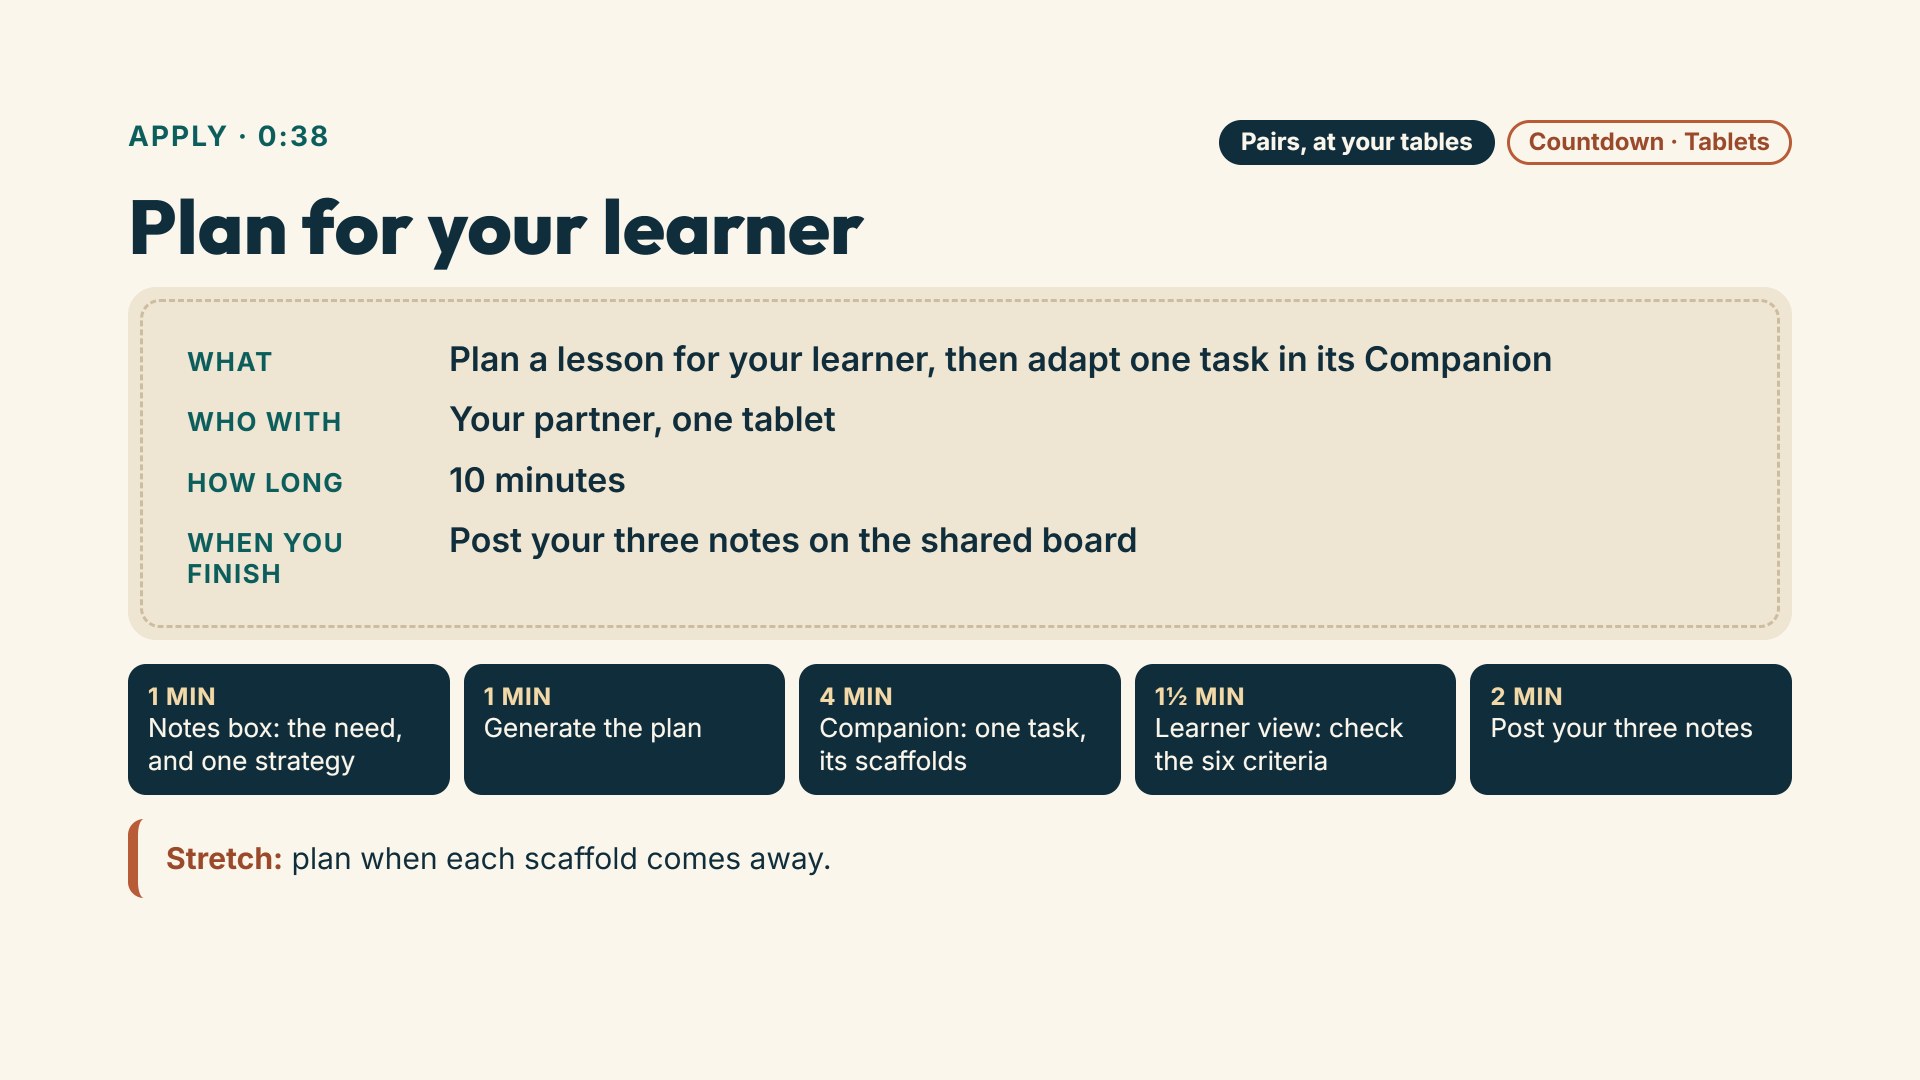 APPLY · 0:38
Pairs, at your tables
Countdown · Tablets
Plan for your learner
WHAT
Plan a lesson for your learner, then adapt one task in its Companion
WHO WITH
Your partner, one tablet
HOW LONG
10 minutes
WHEN YOU
FINISH
Post your three notes on the shared board
1 MIN
Notes box: the need,
and one strategy
1 MIN
Generate the plan
4 MIN
Companion: one task,
its scaffolds
1½ MIN
Learner view: check
the six criteria
2 MIN
Post your three notes
Stretch: plan when each scaffold comes away.